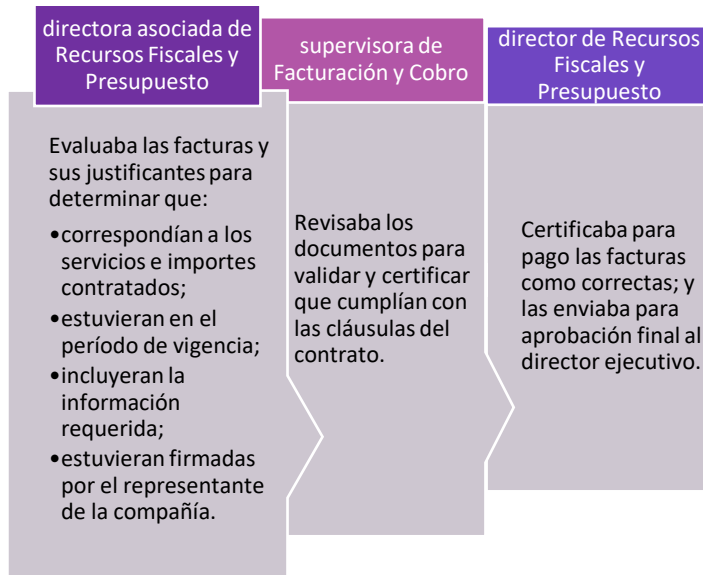 directora asociada de
Recursos Fiscales y
Presupuesto
Evaluaba las facturas y
sus justificantes para
determinar que:
•correspondían a los
servicios e importes
contratados;
•estuvieran en el
período de vigencia;
•incluyeran la
información
requerida;
•estuvieran firmadas
por el representante
de la compañía.
supervisora de
Facturación y Cobro
Revisaba los
documentos para
validar y certificar
que cumplían con
las cláusulas del
contrato.
director de Recursos
Fiscales y
Presupuesto
Certificaba para
pago las facturas
como correctas; y
las enviaba para
aprobación final al
director ejecutivo.